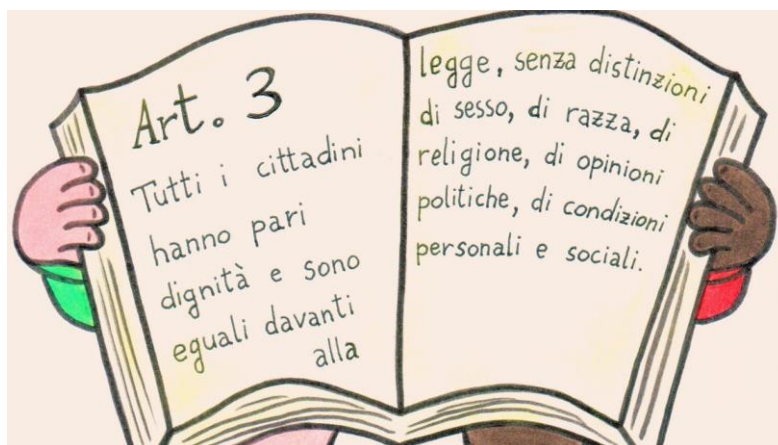 Art. 3
Tutti i cittadini
hanno pari
dignità e sono
eguali davanti
alla
legge, senza distinzioni
di sesso, di razza, di
religione, di opinioni
politiche, di condizioni
personali e sociali.